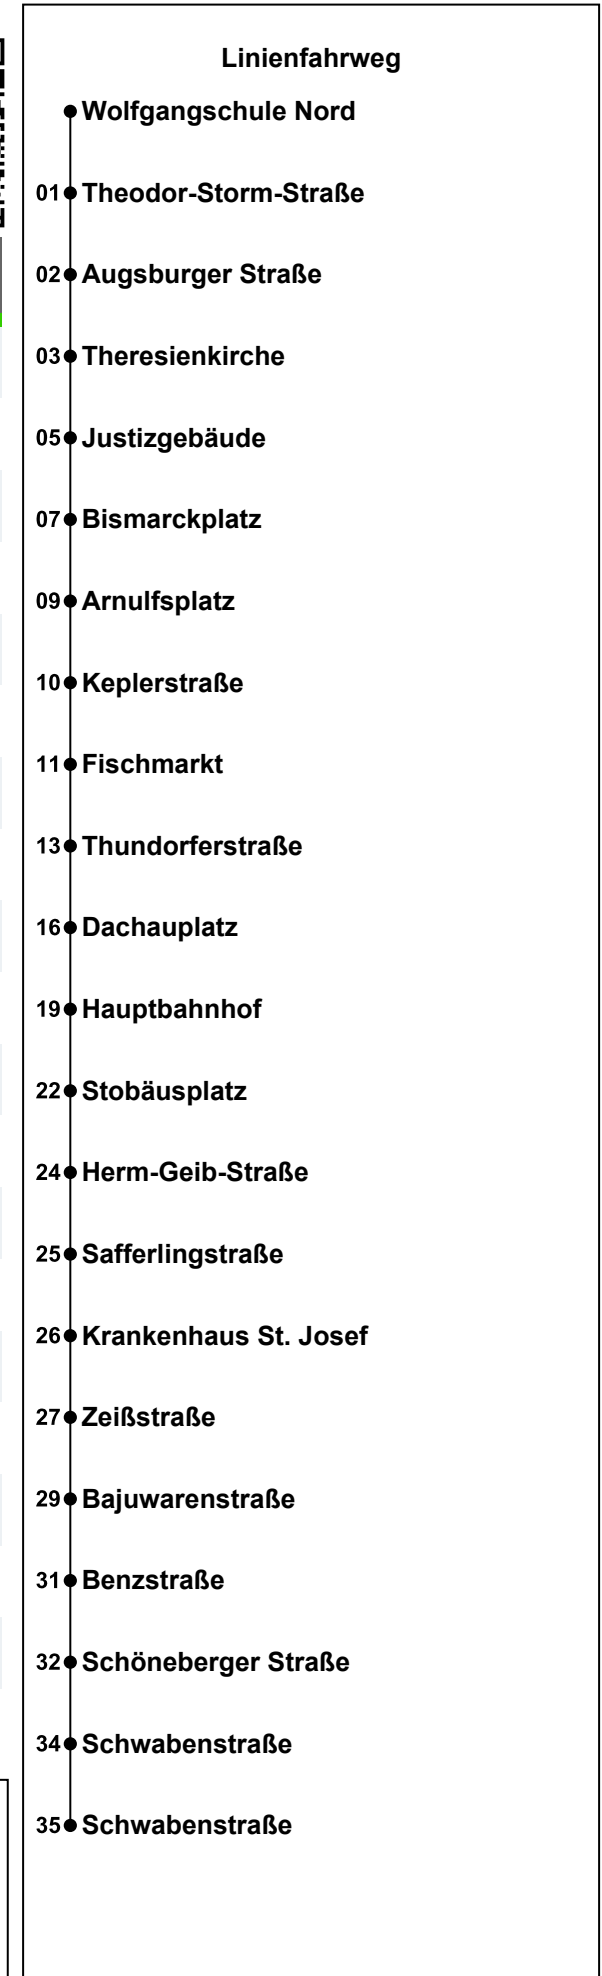 Linienfahrweg
Wolfgangschule Nord
01 Theodor-Storm-Straße
02 Augsburger Straße
03 Theresienkirche
05 Justizgebäude
07 Bismarckplatz
09 Arnulfsplatz
10 Keplerstraße
11 Fischmarkt
13 Thundorferstraße
16 Dachauplatz
19 Hauptbahnhof
22 Stobäusplatz
24 Herm-Geib-Straße
25 Safferlingstraße
26 Krankenhaus St. Josef
27 Zeißstraße
29 Bajuwarenstraße
31 Benzstraße
32 Schöneberger Straße
34 Schwabenstraße
35 Schwabenstraße